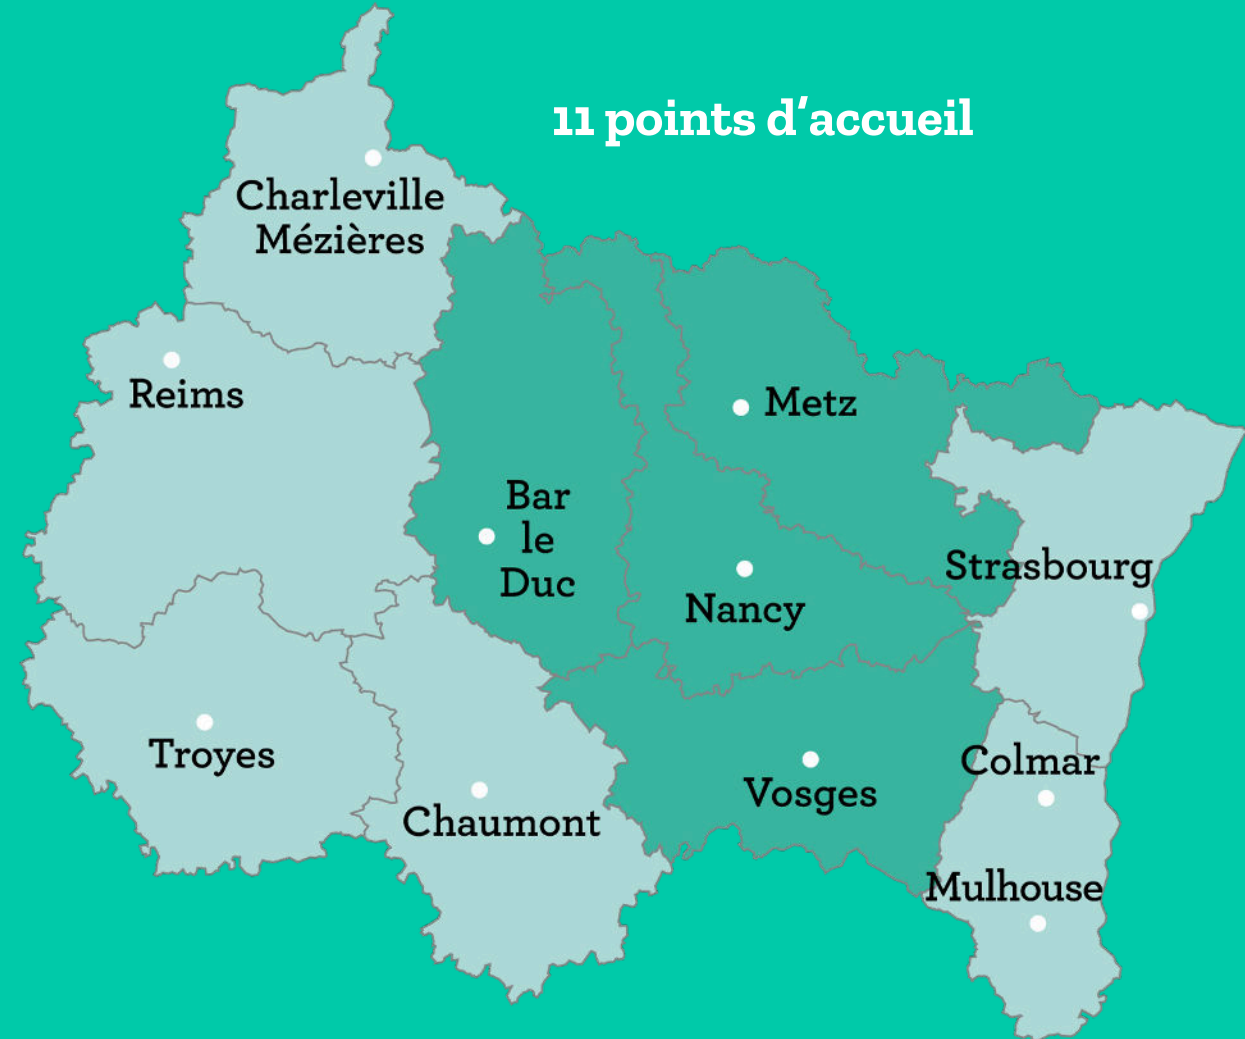 11 points d’accueil
Charleville
Mézières
Reims
Metz
Bar
le
Duc
Strasbourg
Nancy
Troyes
Colmar
Vosges
Chaumont
Mulhouse